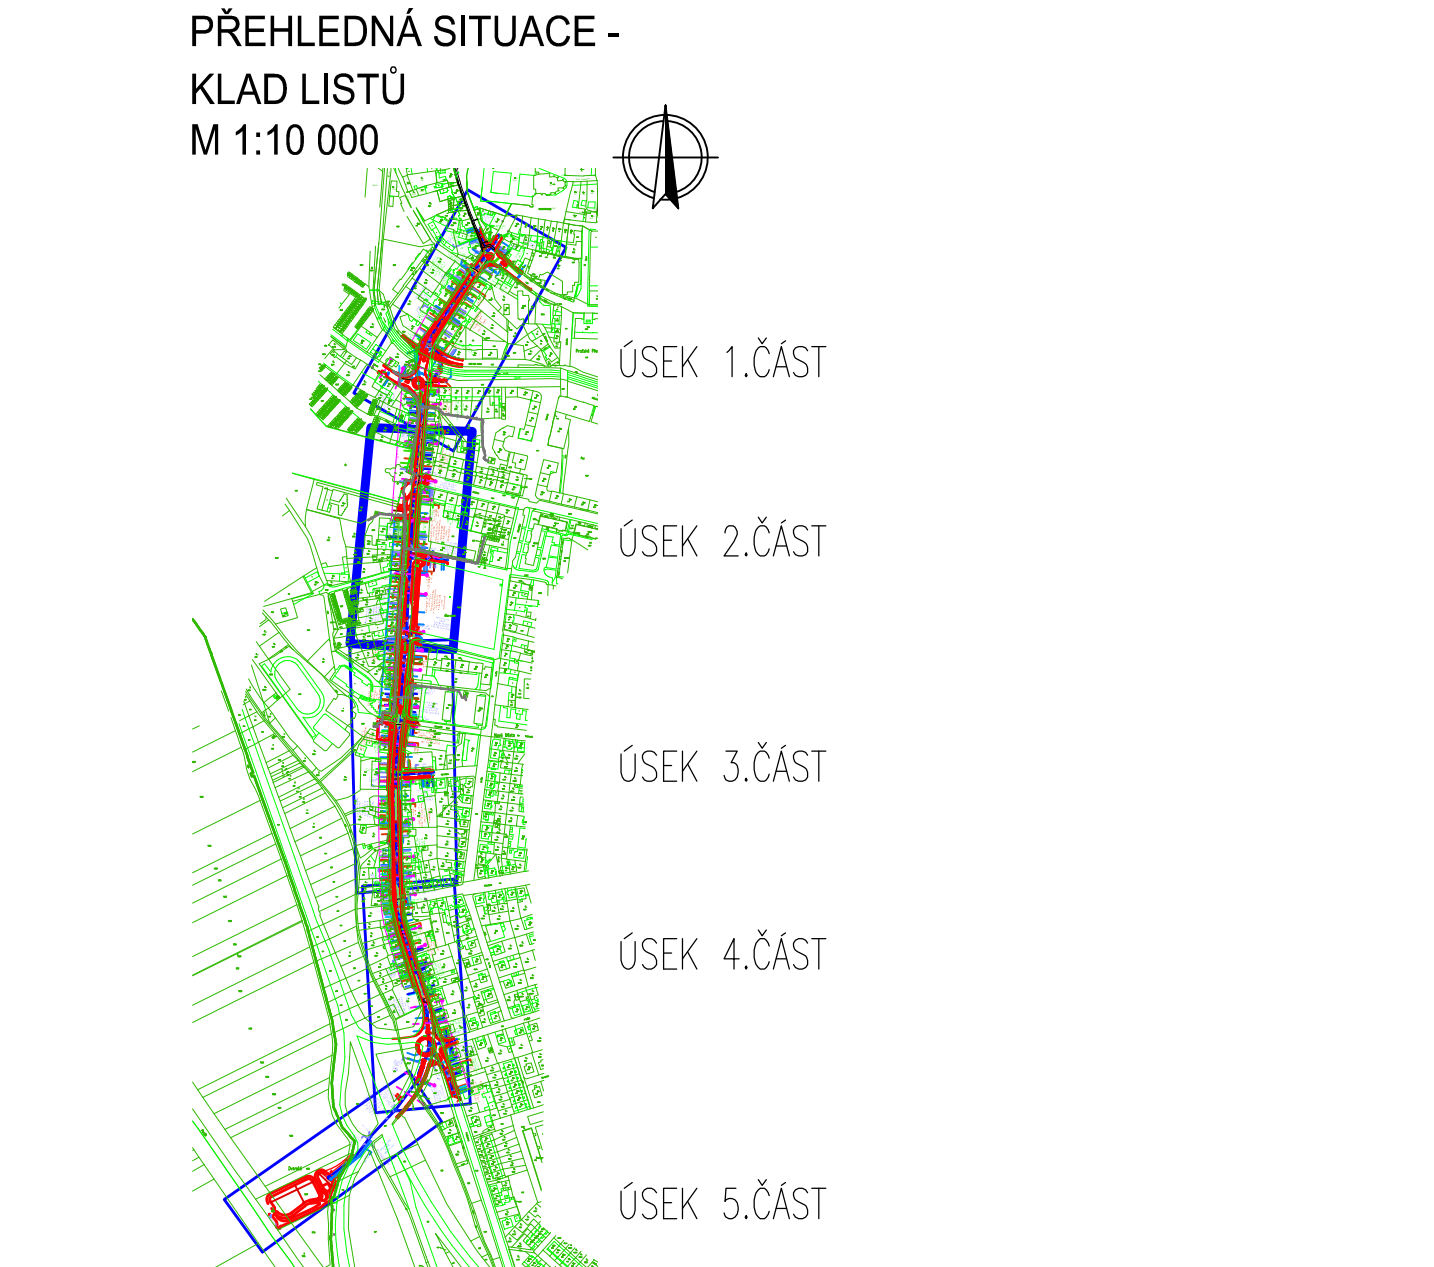 PŘEHLEDNÁ SITUACE -
KLAD LISTŮ
M 1:10 000
ÚSEK 1.ČÁST
ÚSEK 2.ČÁST
ÚSEK 3.ČÁST
ÚSEK 4.ČÁST
ÚSEK 5.ČÁST